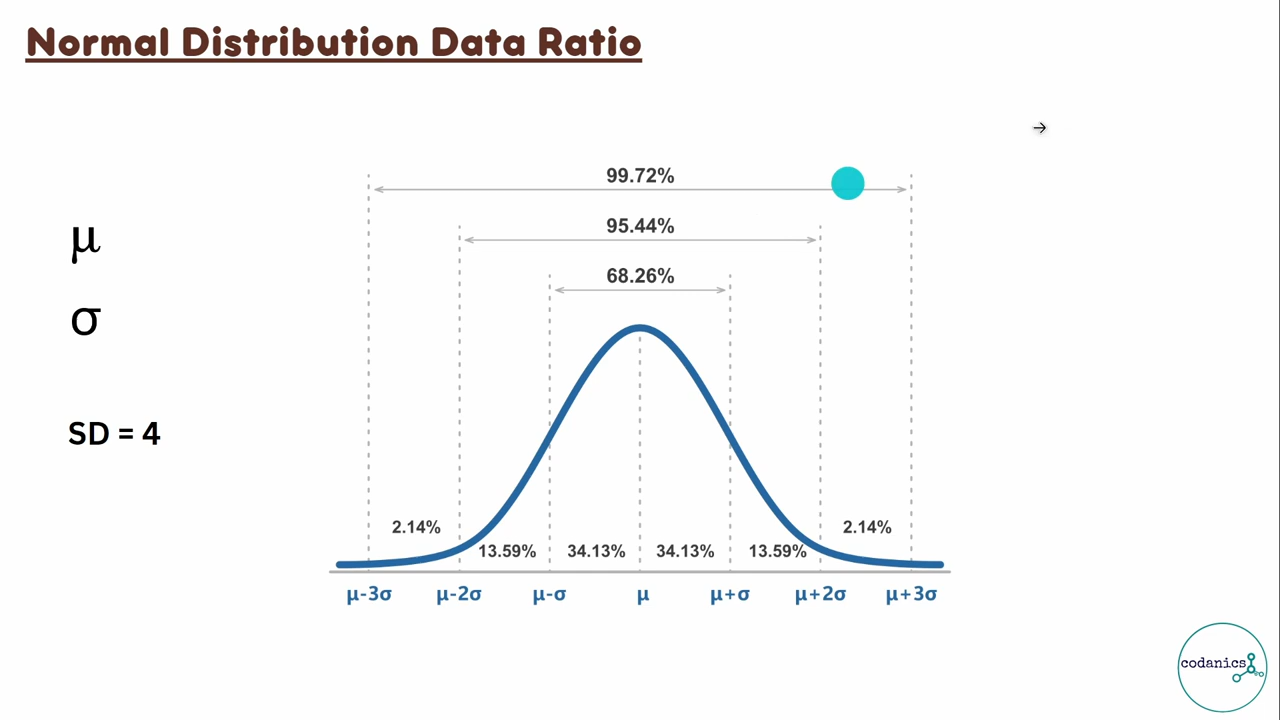 Normal Distribution Data Ratio
→
99.72%
μ
95.44%
68.26%
σ
SD = 4
2.14% 2.14%
13.59% 34.13% 34.13% 13.59%
μ-3σ μ-2σ μ-σ μ μ+σ μ+2σ μ+3σ
codanics